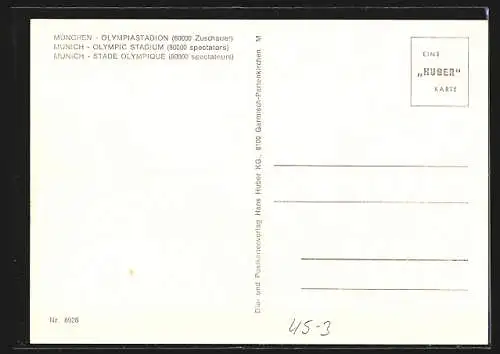 MÜNCHEN - OLYMPIASTADION (80000 Zuschauer)
MUNICH - OLYMPIC STADIUM (80000 spectators)
MUNICH - STADE OLYMPIQUE (80000 spectateurs)
EINE
„HUBER"
KARTE
Dia- und Postkartenverlag Hans Huber KG., 8100 Garmisch-Partenkirchen M
Nr. 8926
45-3